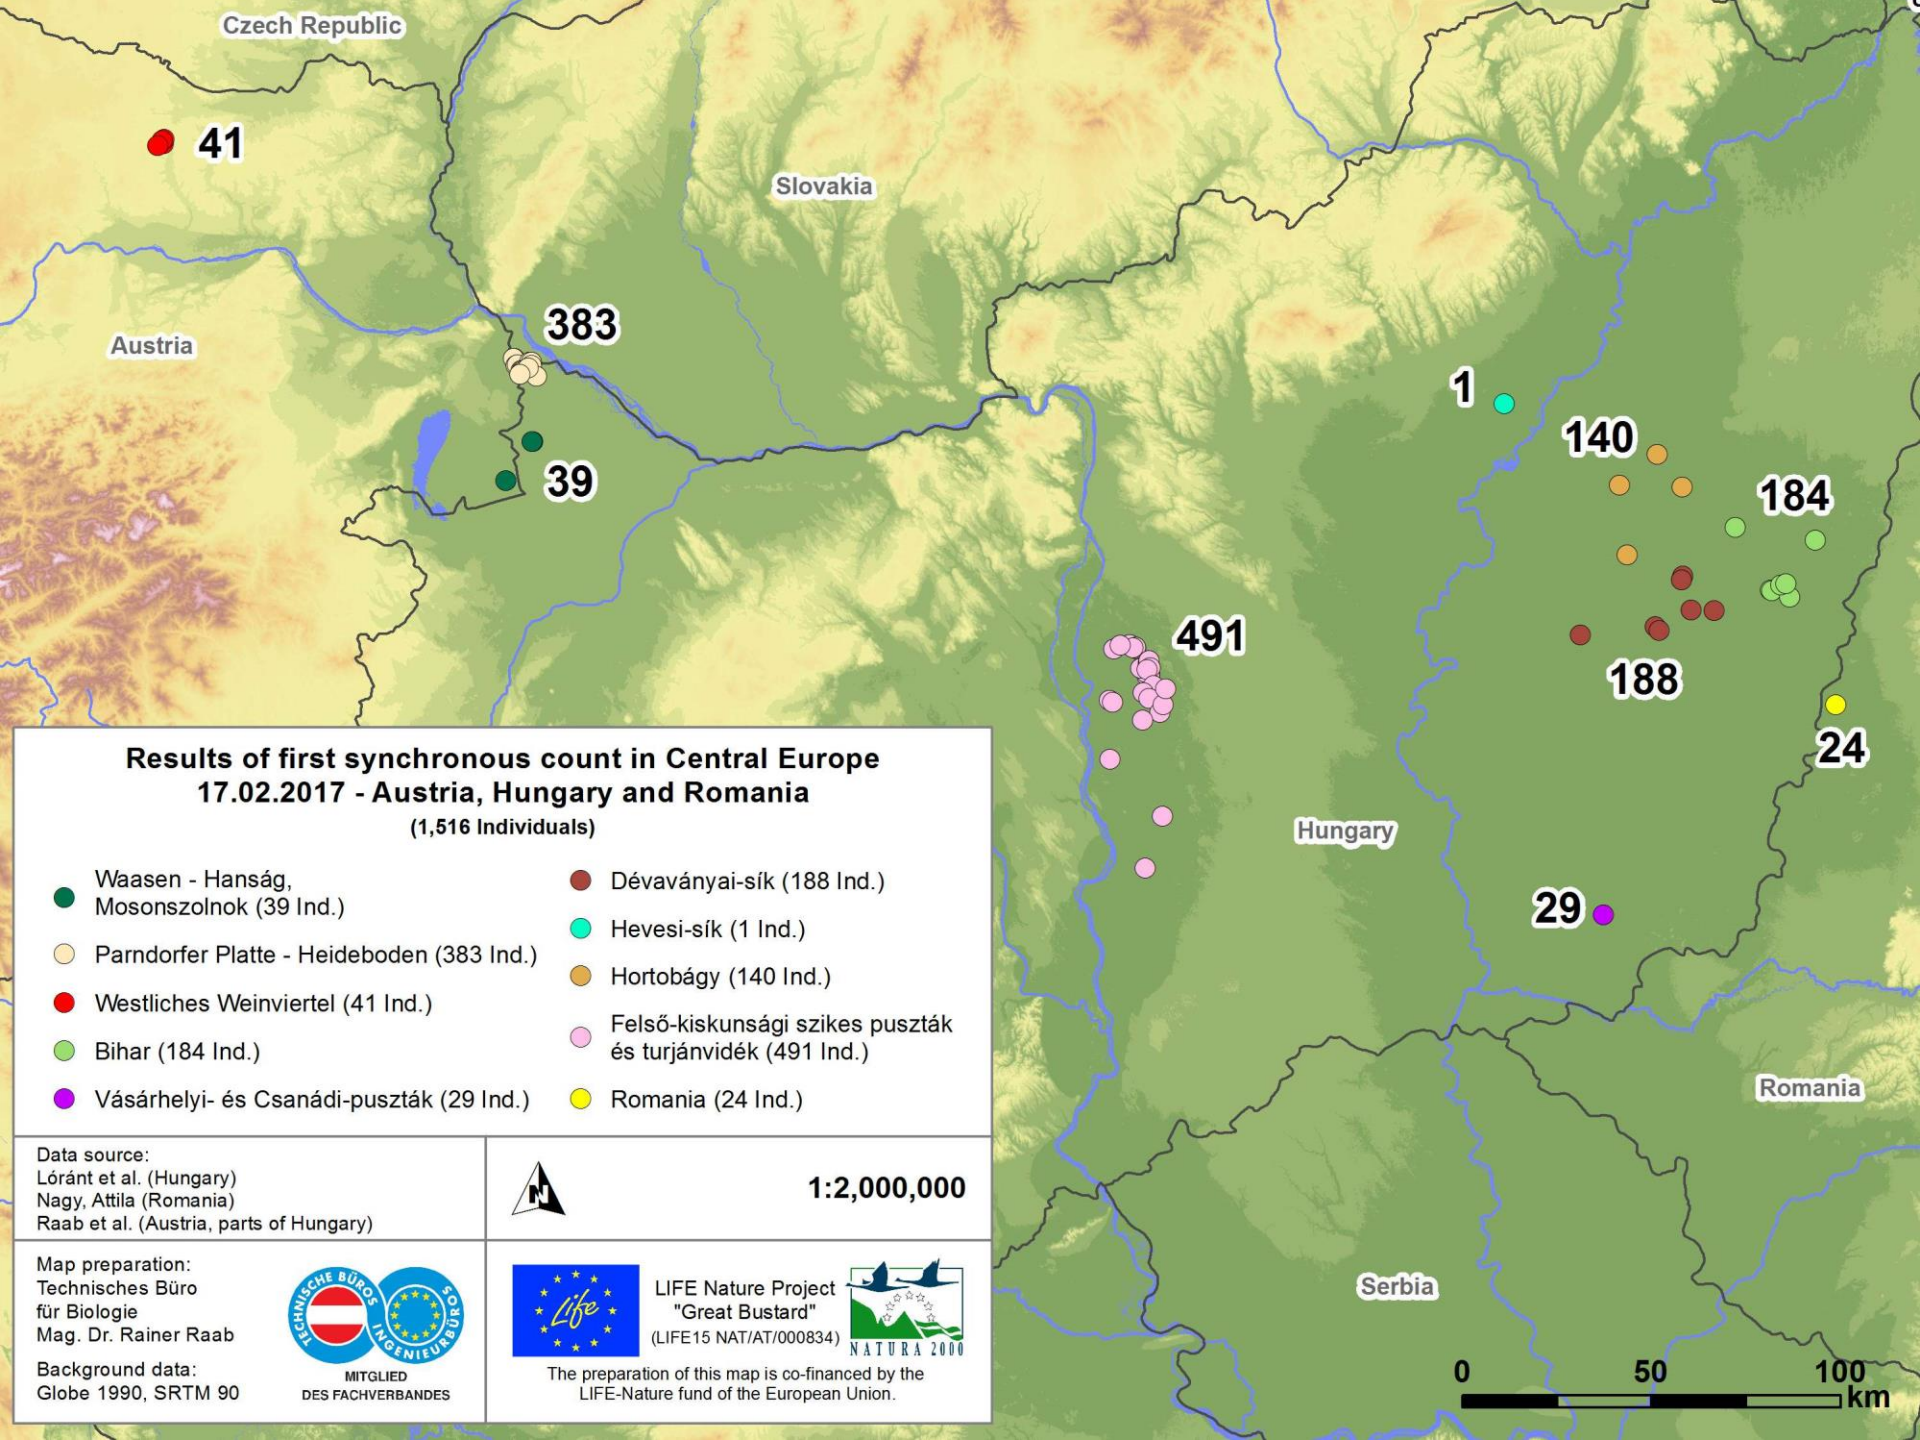 Czech Republic
41
Slovakia
383
Austria
1
140
39
184
491
188
24
Hungary
29
Romania
Serbia
0 50 100
km
Results of first synchronous count in Central Europe
17.02.2017 - Austria, Hungary and Romania
(1,516 Individuals)
Waasen - Hanság,
Mosonszolnok (39 Ind.)
Parndorfer Platte - Heideboden (383 Ind.)
Westliches Weinviertel (41 Ind.)
Bihar (184 Ind.)
Vásárhelyi- és Csanádi-puszták (29 Ind.)
Dévaványai-sík (188 Ind.)
Hevesi-sík (1 Ind.)
Hortobágy (140 Ind.)
Felső-kiskunsági szikes puszták
és turjánvidék (491 Ind.)
Romania (24 Ind.)
Data source:
Lóránt et al. (Hungary)
Nagy, Attila (Romania)
Raab et al. (Austria, parts of Hungary)
N
1:2,000,000
Map preparation:
Technisches Büro
für Biologie
Mag. Dr. Rainer Raab
Background data:
Globe 1990, SRTM 90
TECHNISCHE BÜROS
INGENIEURBÜROS
MITGLIED
DES FACHVERBANDES
Life
LIFE Nature Project
"Great Bustard"
(LIFE15 NAT/AT/000834)
NATURA 2000
The preparation of this map is co-financed by the
LIFE-Nature fund of the European Union.